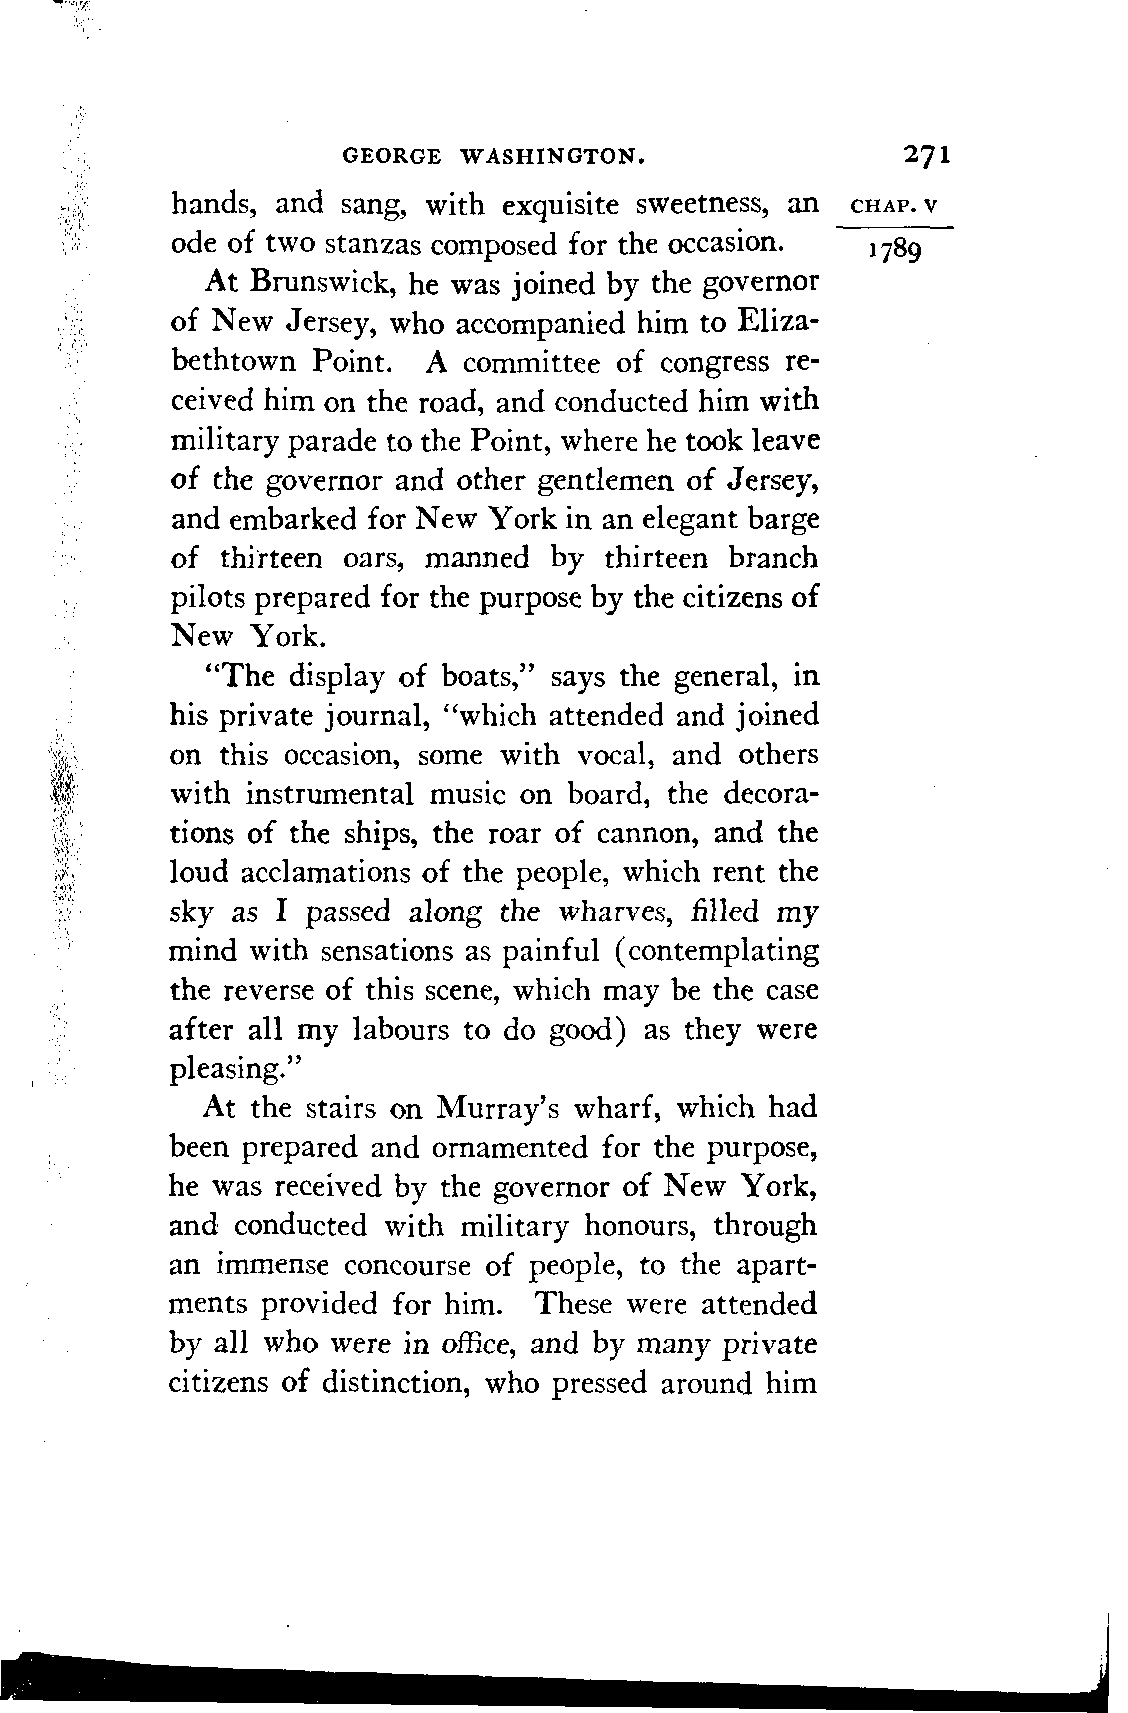 GEORGE WASHINGTON. 271
CHAP. V
1789
hands, and sang, with exquisite sweetness, an
ode of two stanzas composed for the occasion.
At Brunswick, he was joined by the governor
of New Jersey, who accompanied him to Eliza-
bethtown Point. A committee of congress re-
ceived him on the road, and conducted him with
military parade to the Point, where he took leave
of the governor and other gentlemen of Jersey,
and embarked for New York in an elegant barge
of thirteen oars, manned by thirteen branch
pilots prepared for the purpose by the citizens of
New York.
“The display of boats,” says the general, in
his private journal, “which attended and joined
on this occasion, some with vocal, and others
with instrumental music on board, the decora-
tions of the ships, the roar of cannon, and the
loud acclamations of the people, which rent the
sky as I passed along the wharves, filled my
mind with sensations as painful (contemplating
the reverse of this scene, which may be the case
after all my labours to do good) as they were
pleasing.”
At the stairs on Murray’s wharf, which had
been prepared and ornamented for the purpose,
he was received by the governor of New York,
and conducted with military honours, through
an immense concourse of people, to the apart-
ments provided for him. These were attended
by all who were in office, and by many private
citizens of distinction, who pressed around him